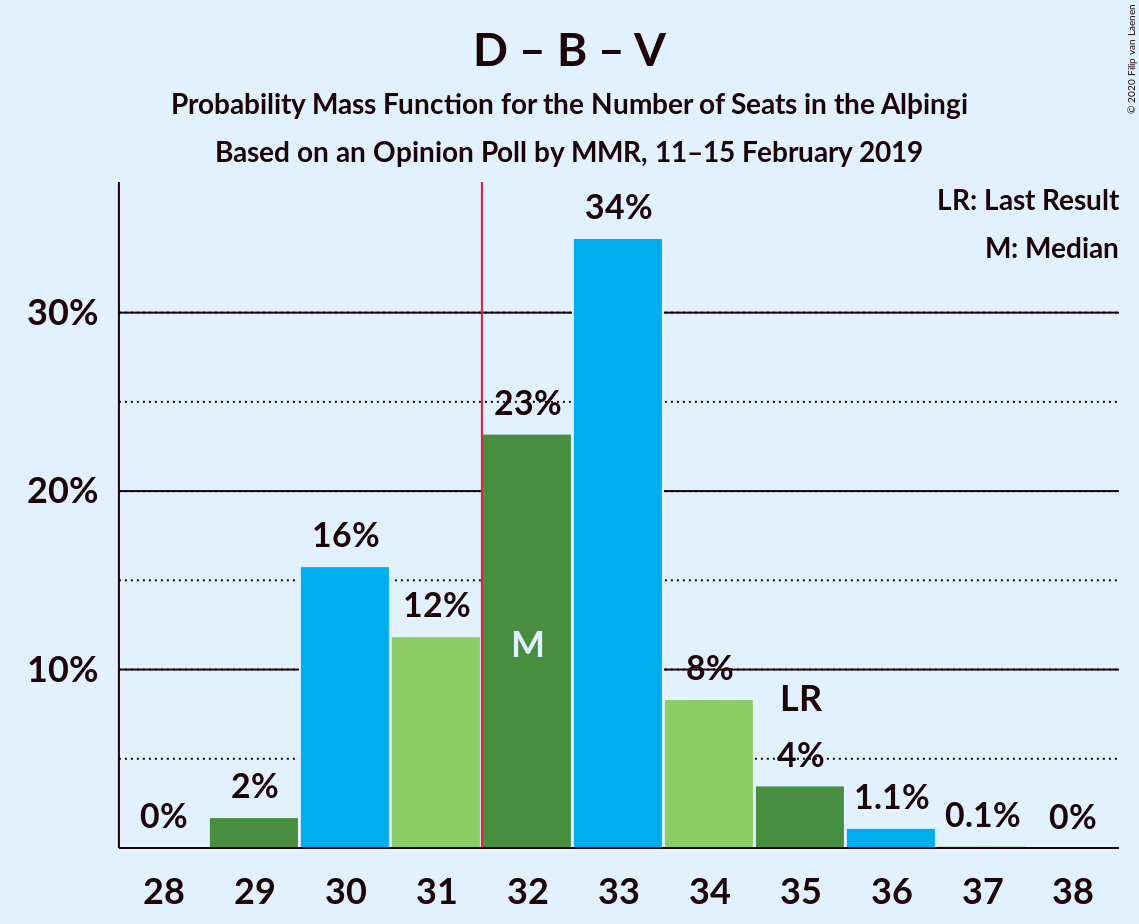 D – B – V
Probability Mass Function for the Number of Seats in the Alþingi
Based on an Opinion Poll by MMR, 11–15 February 2019
© 2020 Filip van Laenen
LR: Last Result
M: Median
34%
30%
23%
20%
16%
12%
M
10%
8%
LR
4%
2%
1.1%
0%
0.1%
0%
28 29 30 31 32 33 34 35 36 37 38